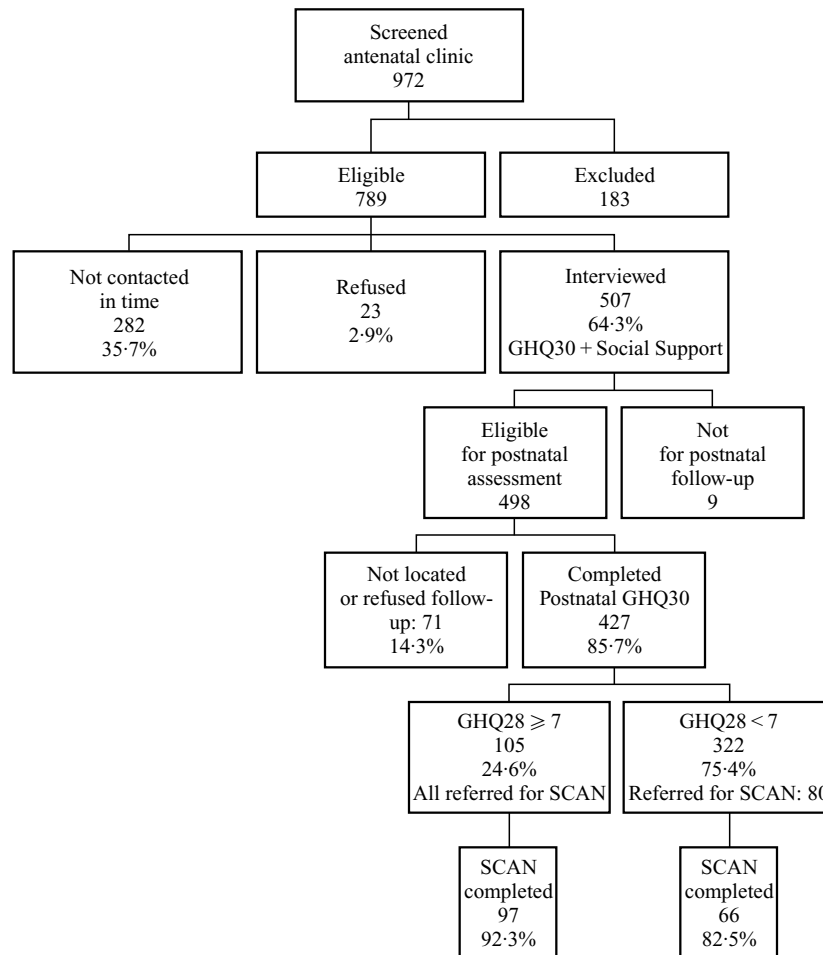 Screened
antenatal clinic
972
Eligible
789
Excluded
183
Not contacted
in time
282
35·7%
Refused
23
2·9%
Interviewed
507
64·3%
GHQ30 + Social Support
Eligible
for postnatal
assessment
498
Not
for postnatal
follow-up
9
Not located
or refused follow-
up: 71
14·3%
Completed
Postnatal GHQ30
427
85·7%
GHQ28 ⩾ 7
105
24·6%
All referred for SCAN
GHQ28 < 7
322
75·4%
Referred for SCAN: 80
SCAN
completed
97
92·3%
SCAN
completed
66
82·5%